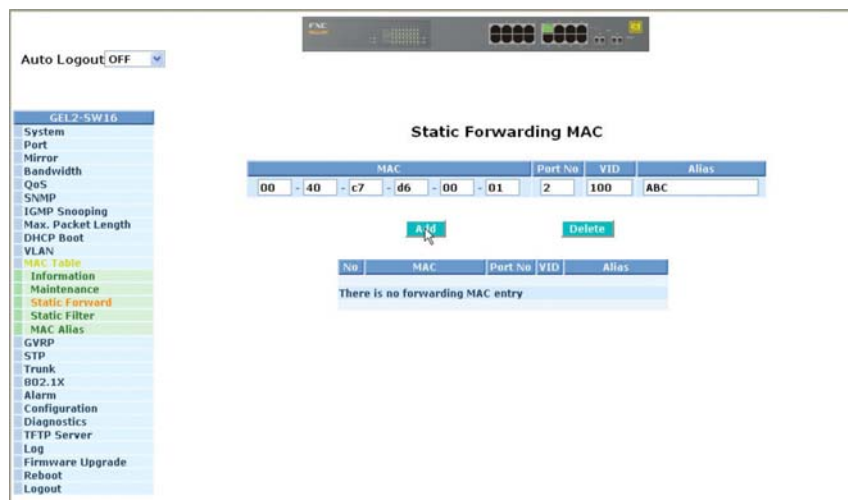 FXC
Auto Logout OFF
GEL2-SW16
System
Port
Mirror
Bandwidth
QoS
SNMP
IGMP Snooping
Max. Packet Length
DHCP Boot
VLAN
MAC Table
Information
Maintenance
Static Forward
Static Filter
MAC Alias
GVRP
STP
Trunk
802.1X
Alarm
Configuration
Diagnostics
TFTP Server
Log
Firmware Upgrade
Reboot
Logout
Static Forwarding MAC
MAC Port No VID Alias
00 - 40 - c7 - d6 - 00 - 01 2 100 ABC
Add Delete
No MAC Port No VID Alias
There is no forwarding MAC entry